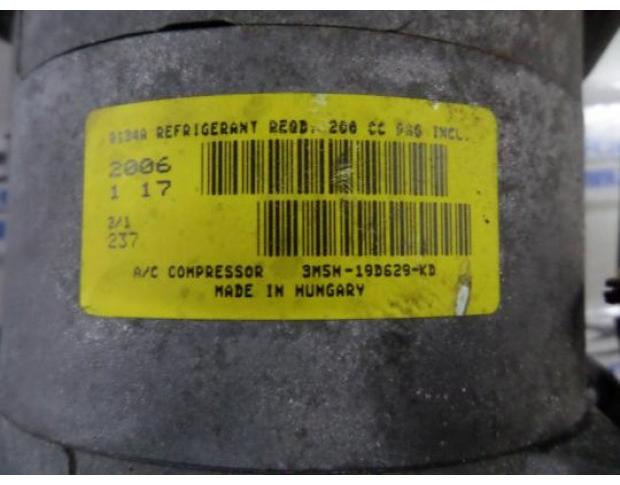 R134A REFRIGERANT REQD. 200 CC PAG INCL.
2006
1 17
2/1
237
A/C COMPRESSOR 3M5H-19D629-KD
MADE IN HUNGARY